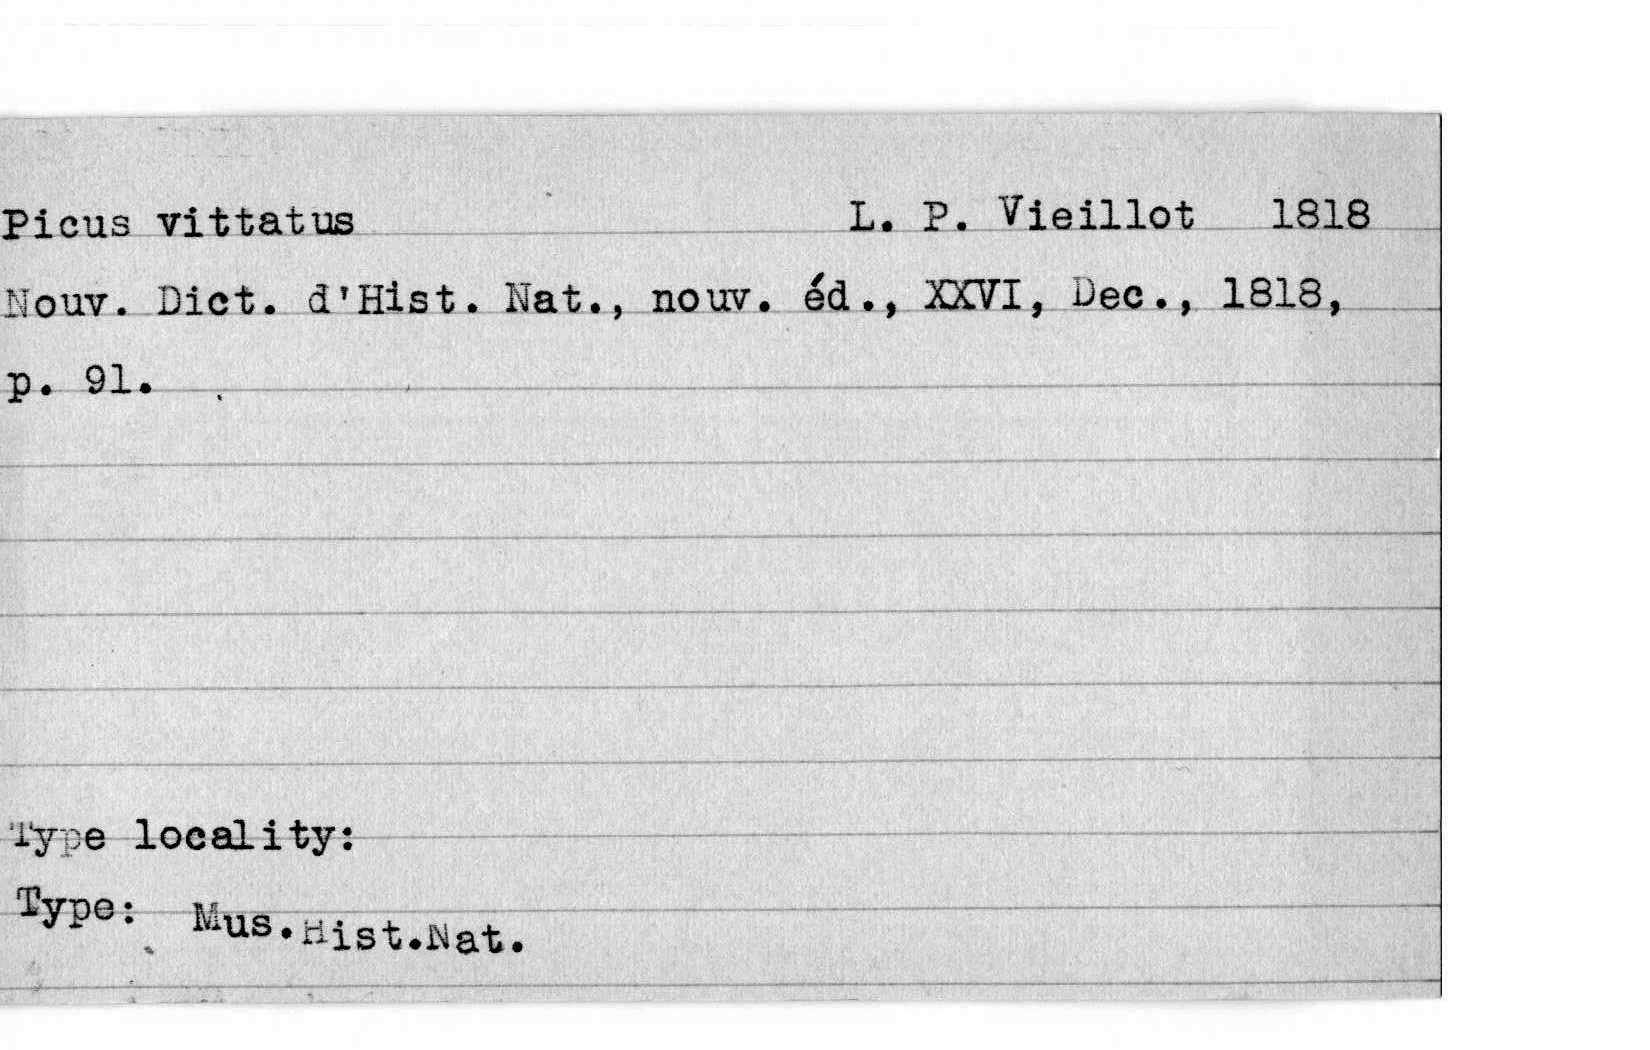 Picus vittatus L. P. Vieillot 1818
Nouv. Dict. d'Hist. Nat., nouv. éd., XXVI, Dec., 1818,
p. 91.
Type locality:
Type: Mus.Hist.Nat.